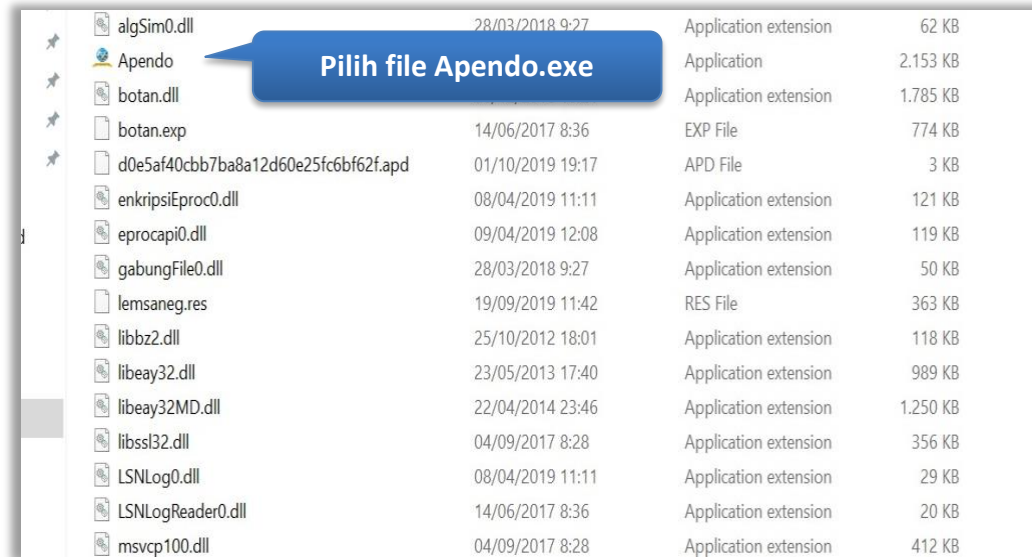 algSim0.dll 28/03/2018 9:27 Application extension 62 KB
Apendo Pilih file Apendo.exe Application 2.153 KB
botan.dll Application extension 1.785 KB
botan.exp 14/06/2017 8:36 EXP File 774 KB
d0e5af40cbb7ba8a12d60e25fc6bf62f.apd 01/10/2019 19:17 APD File 3 KB
enkripsiEproc0.dll 08/04/2019 11:11 Application extension 121 KB
eprocapi0.dll 09/04/2019 12:08 Application extension 119 KB
gabungFile0.dll 28/03/2018 9:27 Application extension 50 KB
lemsaneg.res 19/09/2019 11:42 RES File 363 KB
libbz2.dll 25/10/2012 18:01 Application extension 118 KB
libeay32.dll 23/05/2013 17:40 Application extension 989 KB
libeay32MD.dll 22/04/2014 23:46 Application extension 1.250 KB
libssl32.dll 04/09/2017 8:28 Application extension 356 KB
LSNLog0.dll 08/04/2019 11:11 Application extension 29 KB
LSNLogReader0.dll 14/06/2017 8:36 Application extension 20 KB
msvcp100.dll 04/09/2017 8:28 Application extension 412 KB